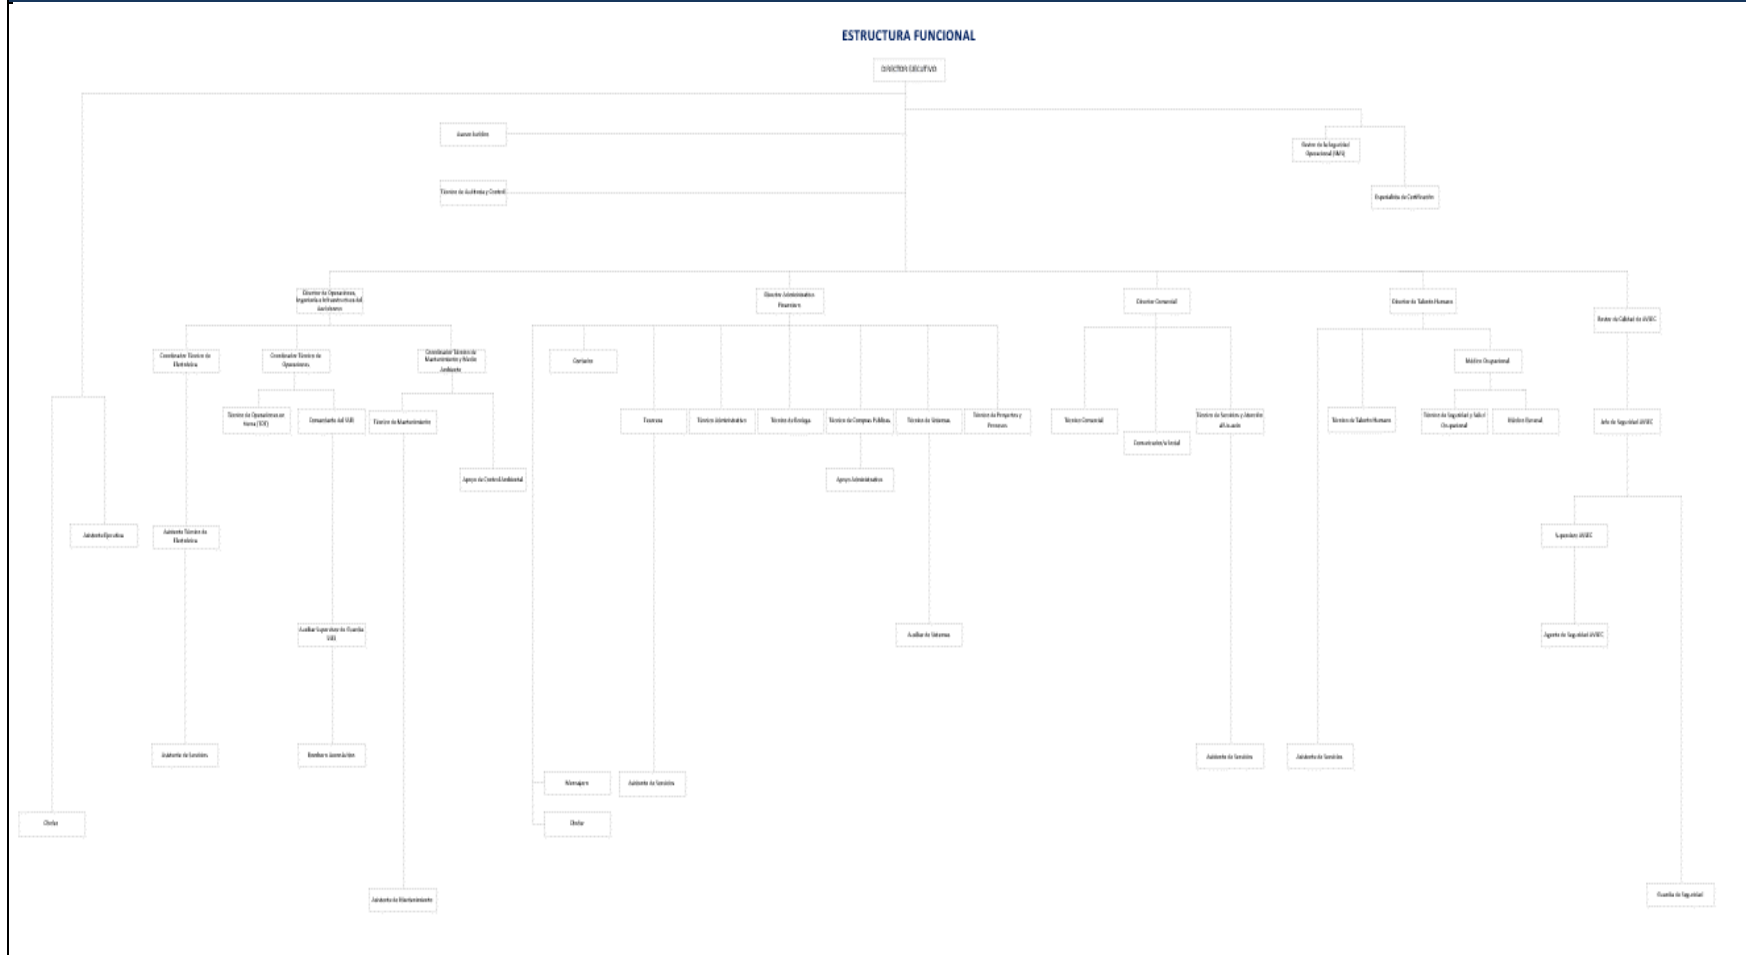 ESTRUCTURA FUNCIONAL
DIRECTOR EJECUTIVO
Asesor Jurídico
Técnico de Auditoria y Control
Gestor de la Seguridad
Operacional (SMS)
Especialista de Certificación
Director de Operaciones,
Ingeniería e Infraestructura del
Aeropuerto
Director Administrativo
Financiero
Director Comercial
Director de Talento Humano
Gestor de Calidad de AVSEC
Coordinador Técnico de
Electrónica
Coordinador Técnico de
Operaciones
Coordinador Técnico de
Mantenimiento y Medio
Ambiente
Contador
Médico Ocupacional
Técnico de Operaciones en
Comandante del SSEI
Técnico de Mantenimiento
Tesorera
Técnico Administrativo
Técnico de Bodega
Técnico de Compras Públicas
Técnico de Sistemas
Técnico de Proyectos y
Procesos
Técnico Comercial
Comunicador/a Social
Técnico de Servicios y Atención
al Usuario
Técnico de Talento Humano
Técnico de Seguridad y Salud
Ocupacional
Médico General
Jefe de Seguridad AVSEC
Apoyo de Control Ambiental
Apoyo Administrativo
Asistente Ejecutiva
Asistente Técnico de
Electrónica
Supervisor AVSEC
Auxiliar Supervisor de Guardia
SSEI
Auxiliar de Sistemas
Agente de Seguridad AVSEC
Asistente de Servicios
Bombero Aeronáutico
Asistente de Servicios
Asistente de Servicios
Mensajero
Asistente de Servicios
Chofer
Chofer
Asistente de Mantenimiento
Guardia de Seguridad